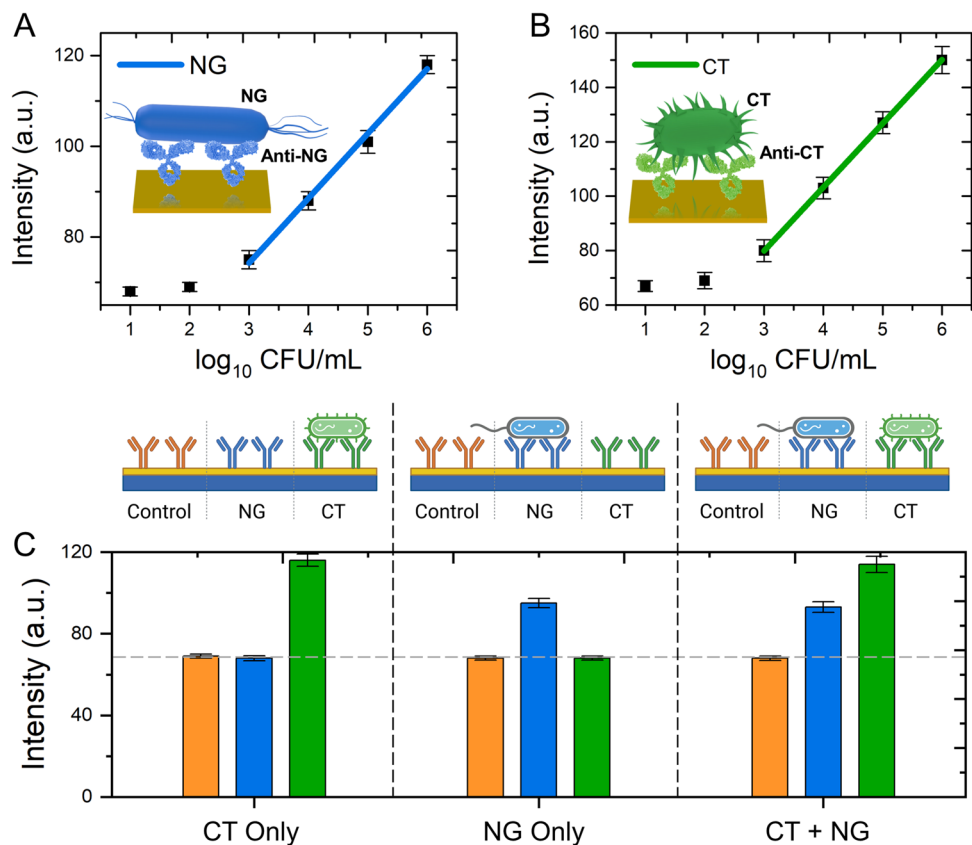 A
NG
NG
Anti-NG
120
100
80
Intensity (a.u.)
1 2 3 4 5 6
log10 CFU/mL
B
CT
CT
Anti-CT
160
140
120
100
80
60
Intensity (a.u.)
1 2 3 4 5 6
log10 CFU/mL
Control NG CT
Control NG CT
Control NG CT
C
120
80
40
0
Intensity (a.u.)
CT Only NG Only CT + NG